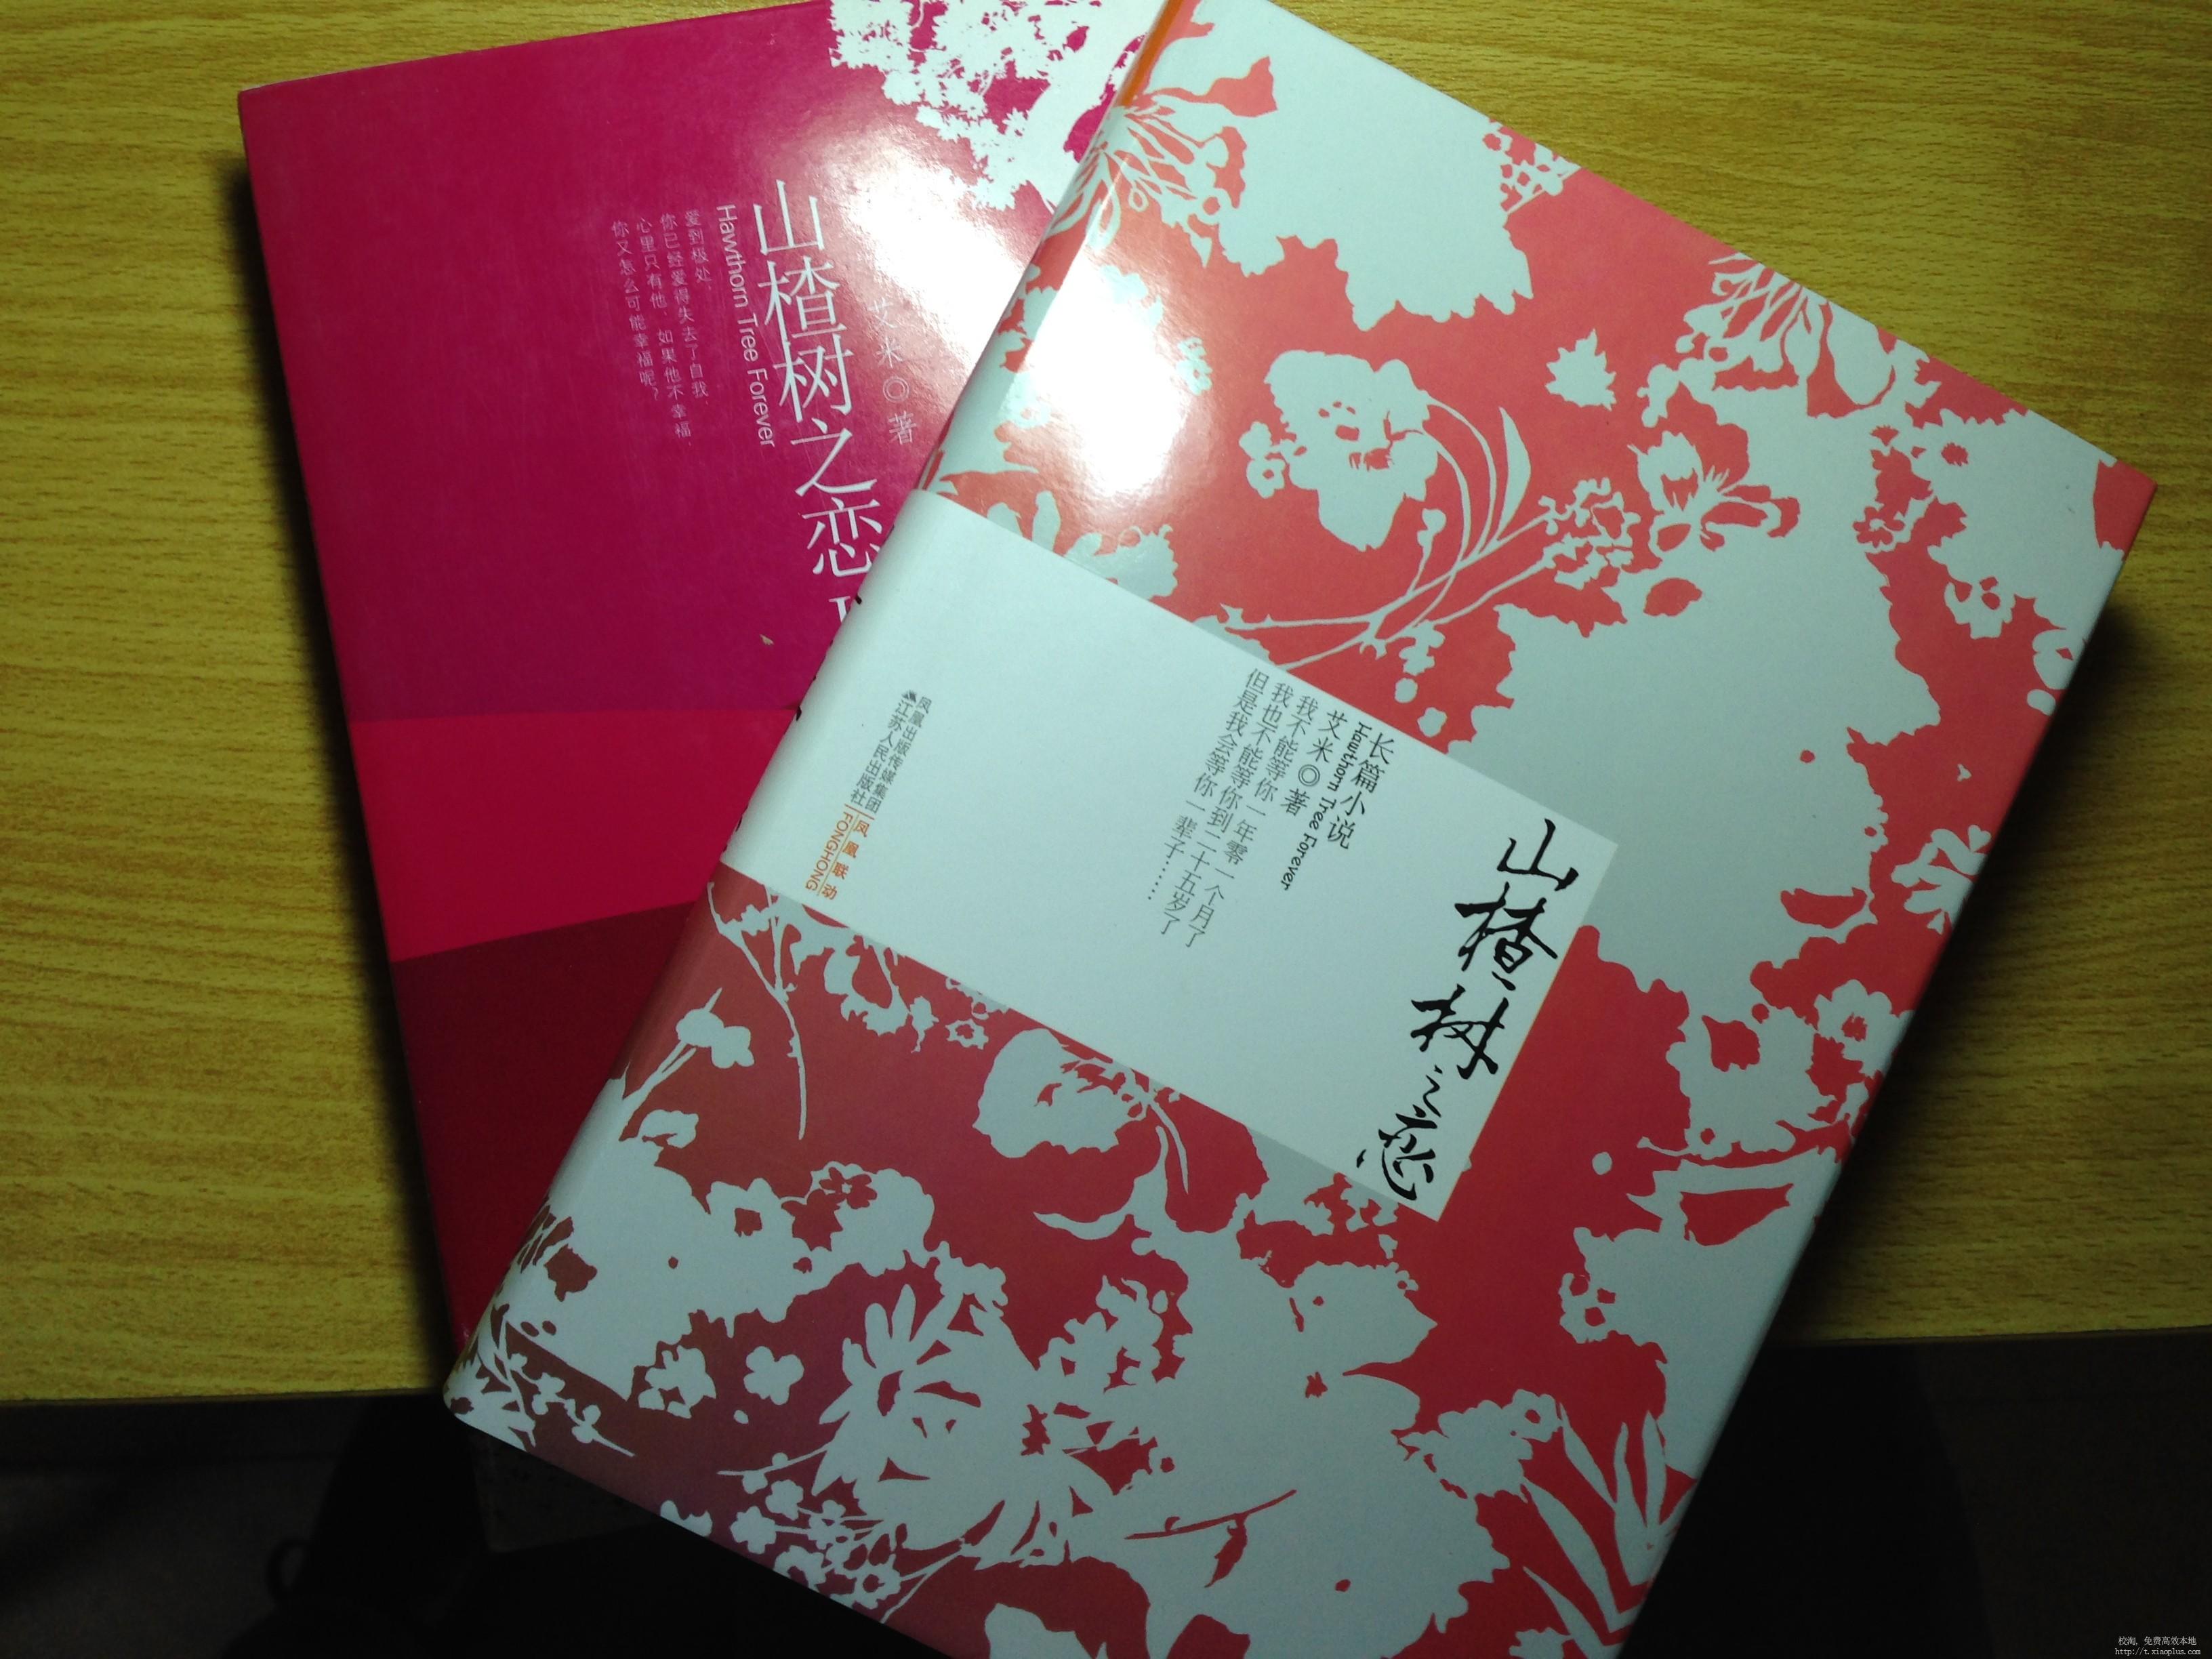 艾米◎著
山楂树之恋
Hawthorn Tree Forever
爱到极处
你已经爱得失去了自我,
心里只有他, 如果他不幸福,
你又怎么可能幸福呢?
山楂树之恋
长篇小说
Hawthorn Tree Forever
艾米◎著
我不能等你一年零一个月了
我也不能等你到二十五岁了
但是我会等你一辈子……
凤凰出版传媒集团
江苏人民出版社
凤凰联动
FONGHONG
校淘, 免费高效本地
http://t.xiaoplus.com